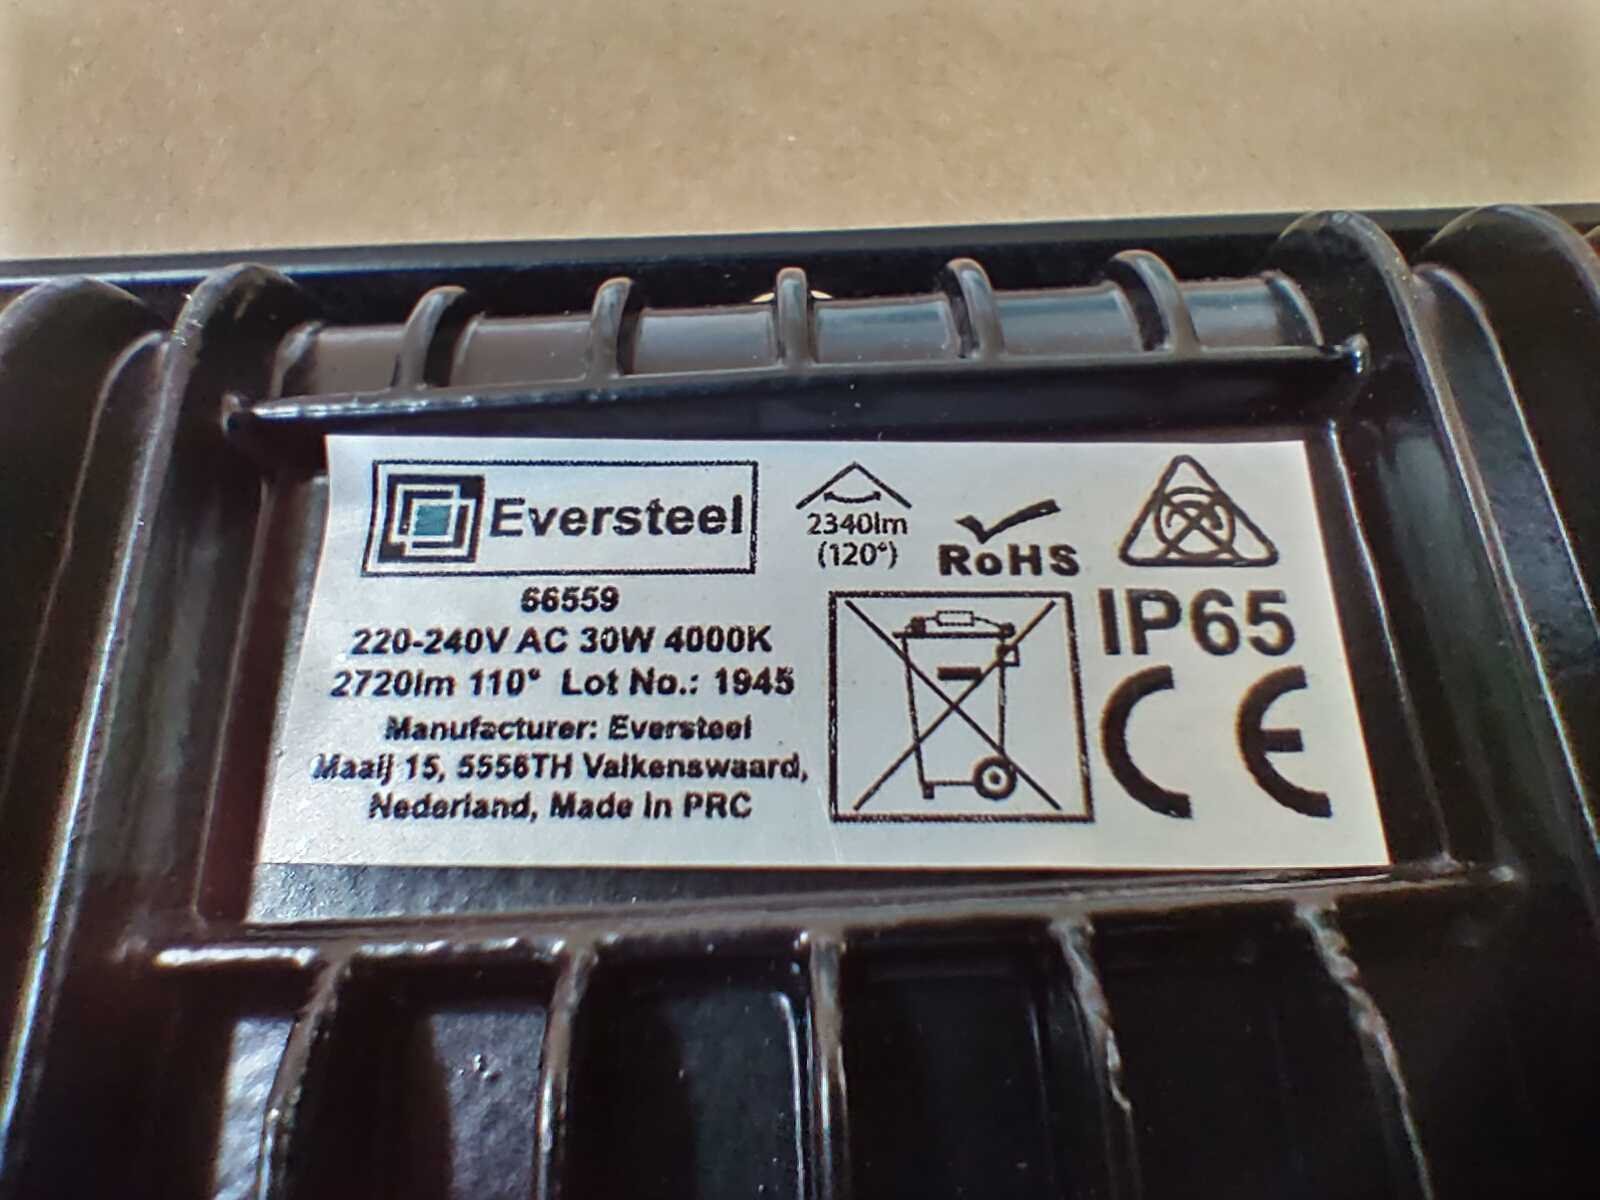 Eversteel
66559
220-240V AC 30W 4000K
2720lm 110° Lot No.: 1945
Manufacturer: Eversteel
Maaij 15, 5556TH Valkenswaard,
Nederland, Made in PRC
2340lm
(120°)
RoHS
IP65
CE